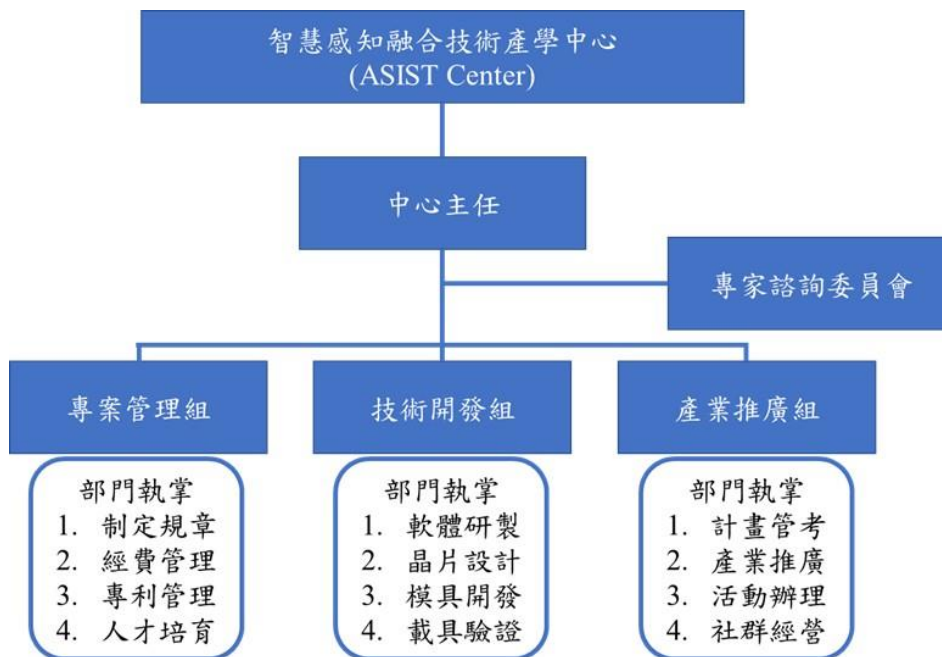 智慧感知融合技術產學中心
(ASIST Center)
中心主任
專家諮詢委員會
專案管理組
技術開發組
產業推廣組
部門執掌
1. 制定規章
2. 經費管理
3. 專利管理
4. 人才培育
部門執掌
1. 軟體研製
2. 晶片設計
3. 模具開發
4. 載具驗證
部門執掌
1. 計畫管考
2. 產業推廣
3. 活動辦理
4. 社群經營